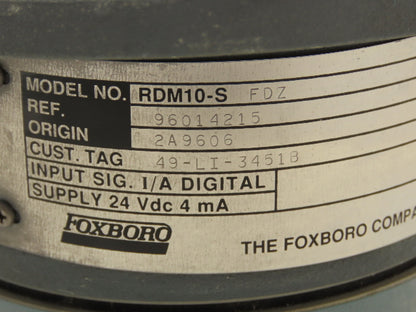 MODEL NO. RDM10-S FDZ
REF. 96014215
ORIGIN 2A9606
CUST. TAG 49-LI-3451B
INPUT SIG. I/A DIGITAL
SUPPLY 24 Vdc 4 mA
FOXBORO
THE FOXBORO COMPA